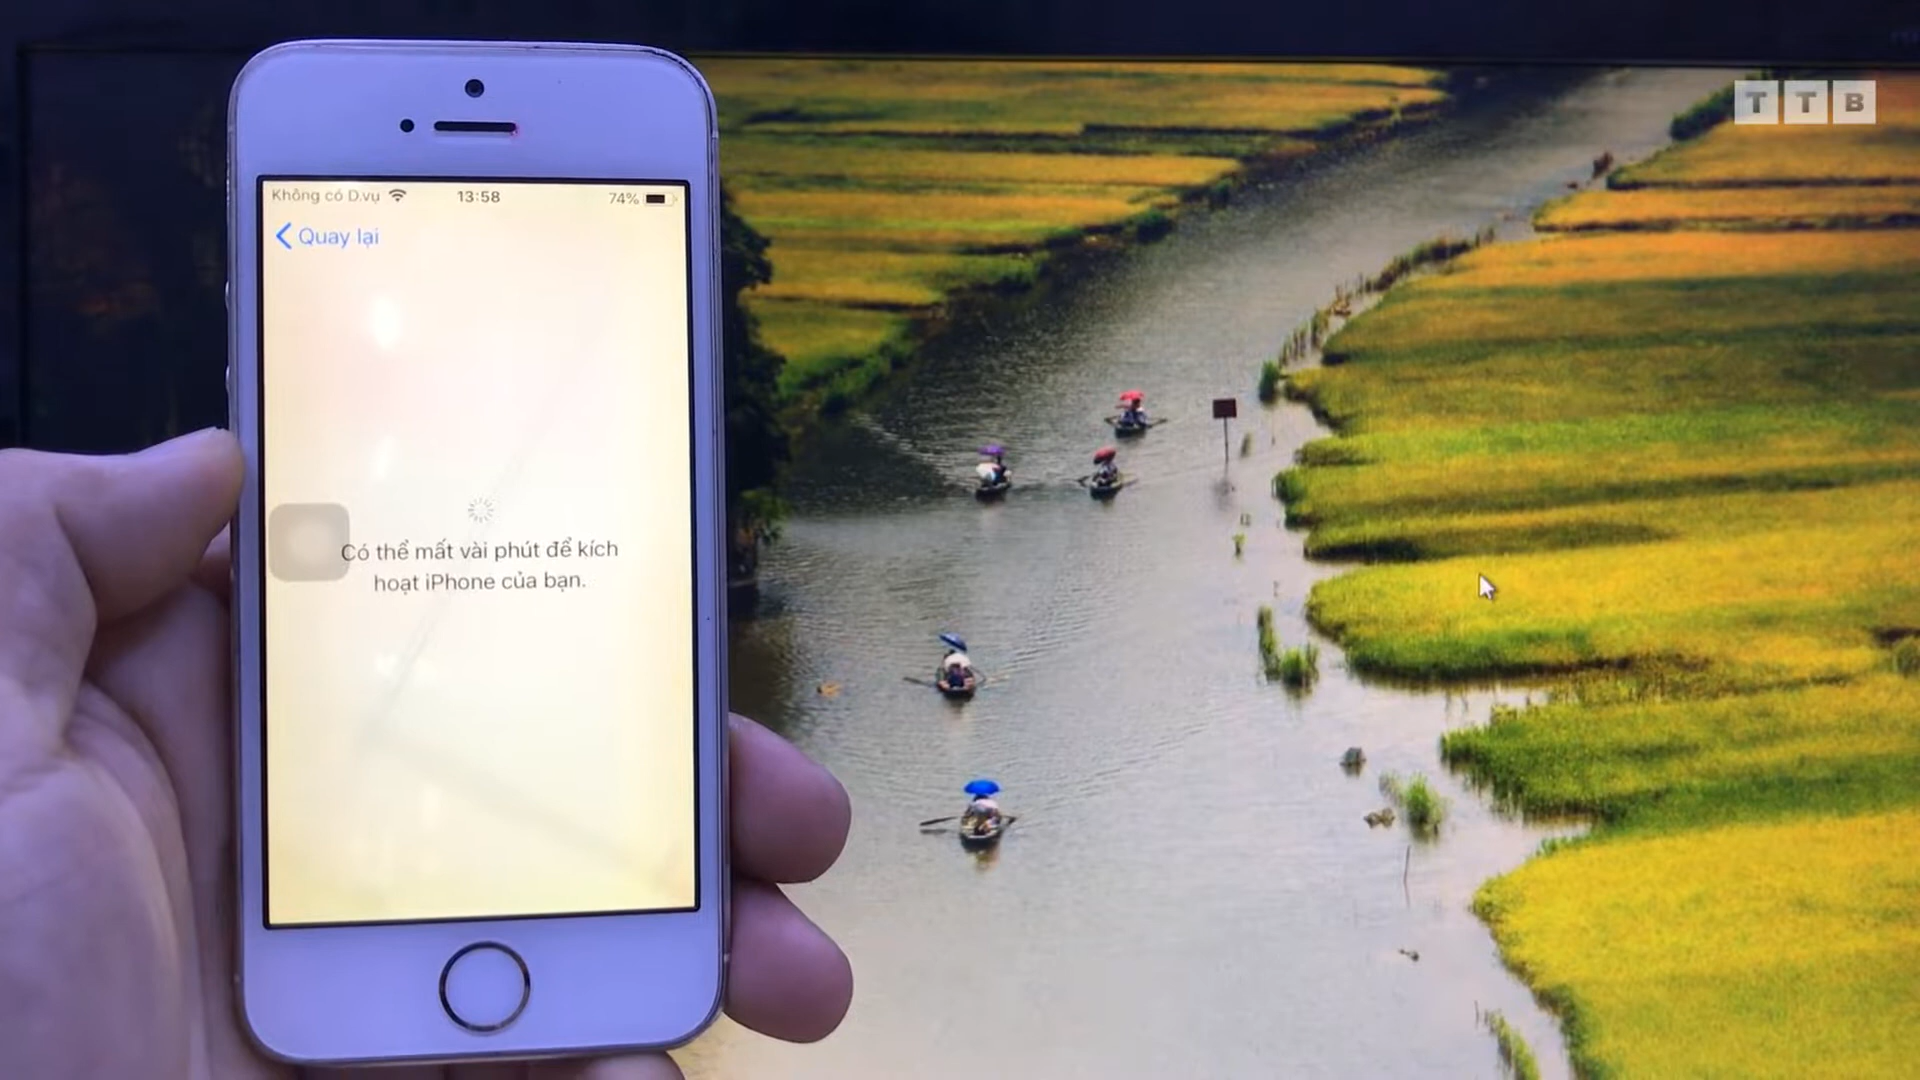 T T B
Không có D.vụ 13:58 74%
Quay lại
Có thể mất vài phút để kích
hoạt iPhone của bạn.